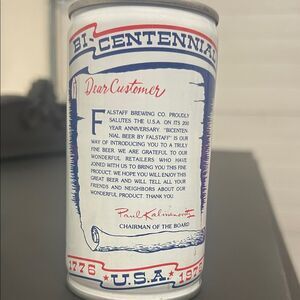 BI-CENTENNIAL
Dear Customer
FALSTAFF BREWING CO. PROUDLY
SALUTES THE U.S.A. ON ITS 200
YEAR ANNIVERSARY. "BICENTEN-
NIAL BEER BY FALSTAFF" IS OUR
WAY OF INTRODUCING YOU TO A TRULY
FINE BEER. WE ARE GRATEFUL TO OUR
WONDERFUL RETAILERS WHO HAVE
JOINED WITH US TO BRING YOU THIS FINE
PRODUCT. WE HOPE YOU WILL ENJOY THIS
GREAT BEER AND WILL TELL ALL YOUR
FRIENDS AND NEIGHBORS ABOUT OUR
WONDERFUL PRODUCT. THANK YOU.
Paul Kalmanovitz
CHAIRMAN OF THE BOARD
1776 U.S.A. 197